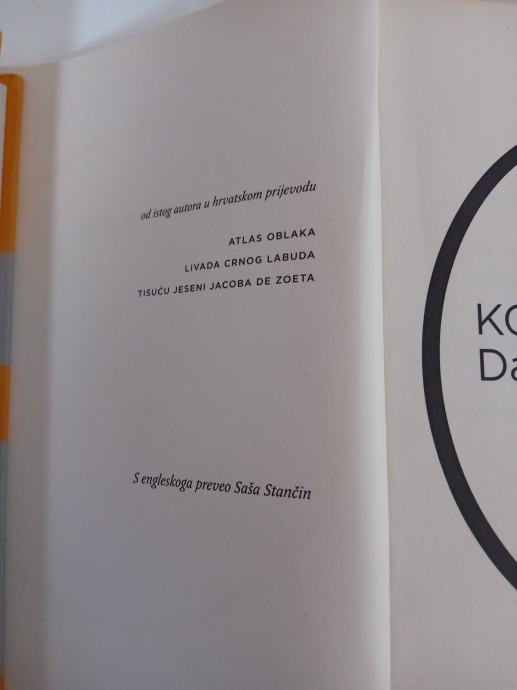 od istog autora u hrvatskom prijevodu
ATLAS OBLAKA
LIVADA CRNOG LABUDA
TISUĆU JESENI JACOBA DE ZOETA
S engleskoga preveo Saša Stančin